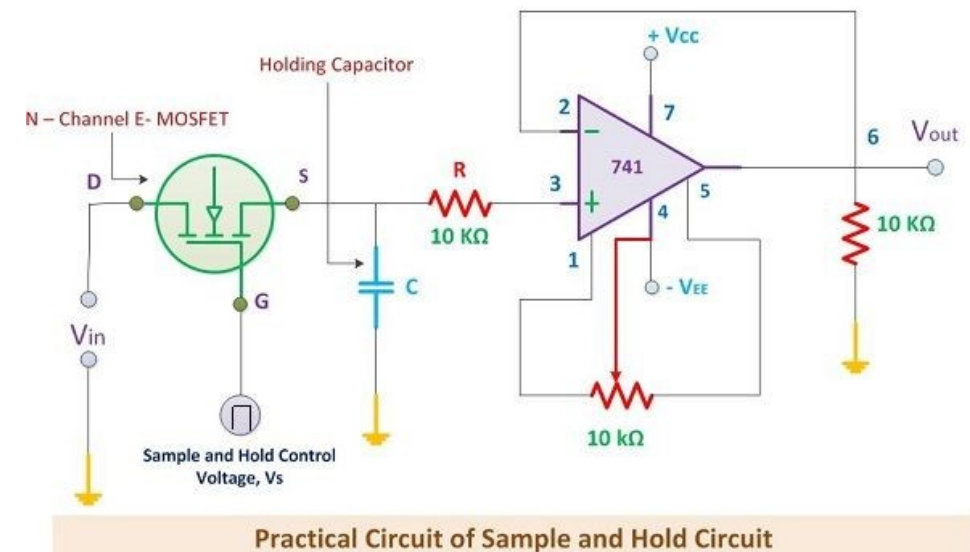 + Vcc
Holding Capacitor
N – Channel E- MOSFET
2
7
6
Vout
D
S
R
3
741
5
10 KΩ
10 KΩ
4
1
C
- VEE
G
Vin
10 kΩ
Sample and Hold Control
Voltage, Vs
Practical Circuit of Sample and Hold Circuit